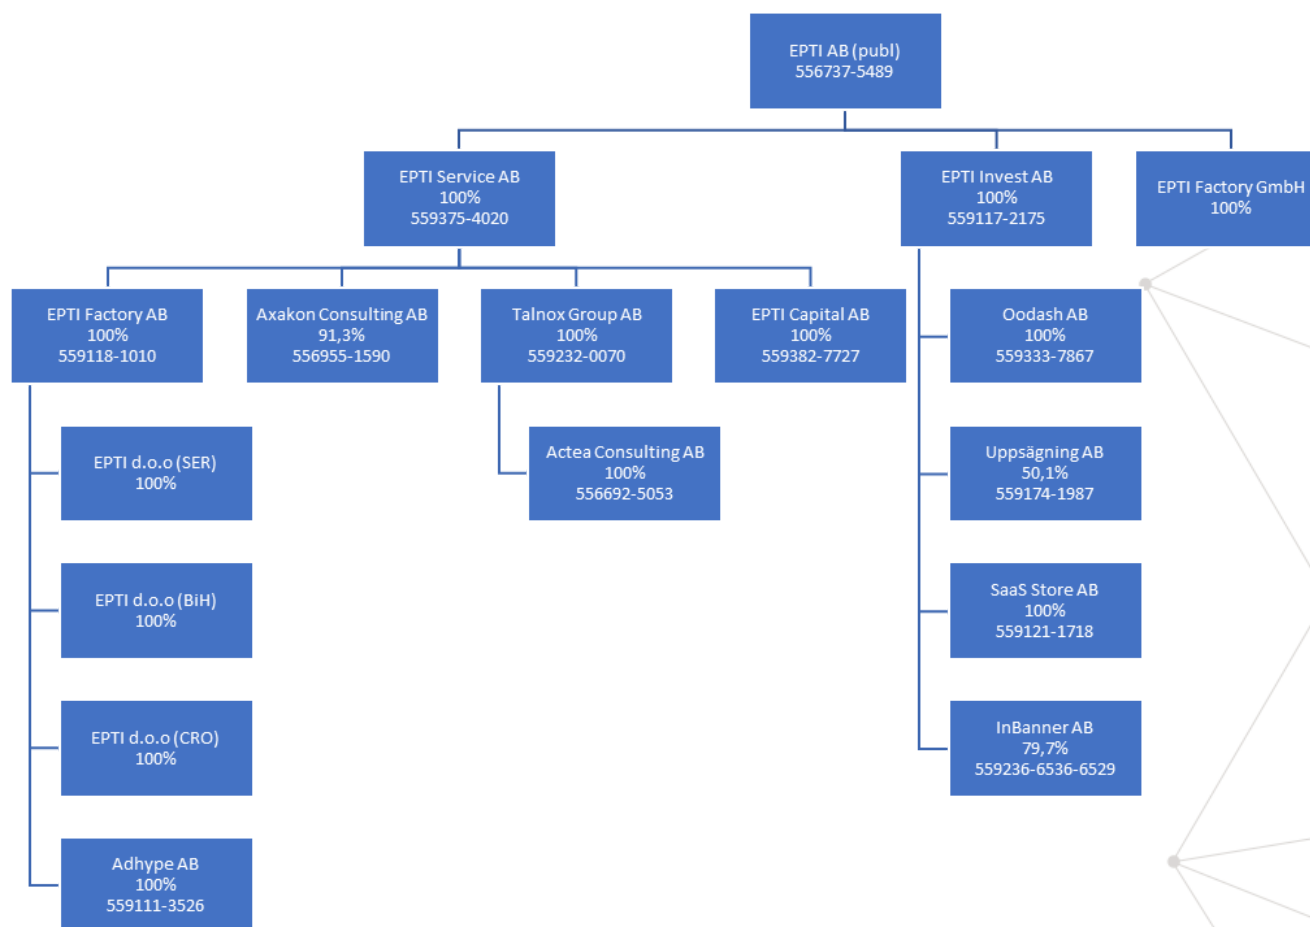 EPTI AB (publ)
556737-5489
EPTI Service AB
100%
559375-4020
EPTI Invest AB
100%
559117-2175
EPTI Factory GmbH
100%
EPTI Factory AB
100%
559118-1010
Axakon Consulting AB
91,3%
556955-1590
Talnox Group AB
100%
559232-0070
EPTI Capital AB
100%
559382-7727
Oodash AB
100%
559333-7867
EPTI d.o.o (SER)
100%
Actea Consulting AB
100%
556692-5053
Uppsägning AB
50,1%
559174-1987
EPTI d.o.o (BiH)
100%
SaaS Store AB
100%
559121-1718
EPTI d.o.o (CRO)
100%
InBanner AB
79,7%
559236-6536-6529
Adhype AB
100%
559111-3526